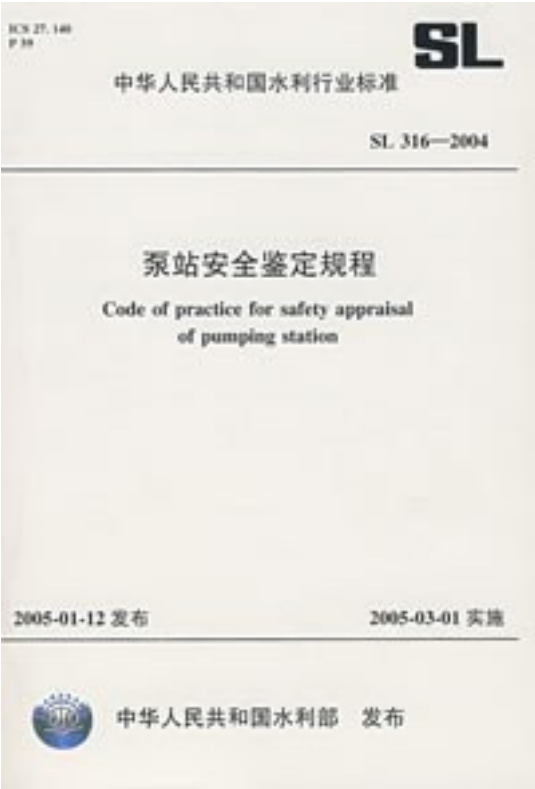 ICS 27.140
P 59
SL
中华人民共和国水利行业标准
SL 316—2004
泵站安全鉴定规程
Code of practice for safety appraisal
of pumping station
2005-01-12 发布
2005-03-01 实施
中华人民共和国水利部 发布